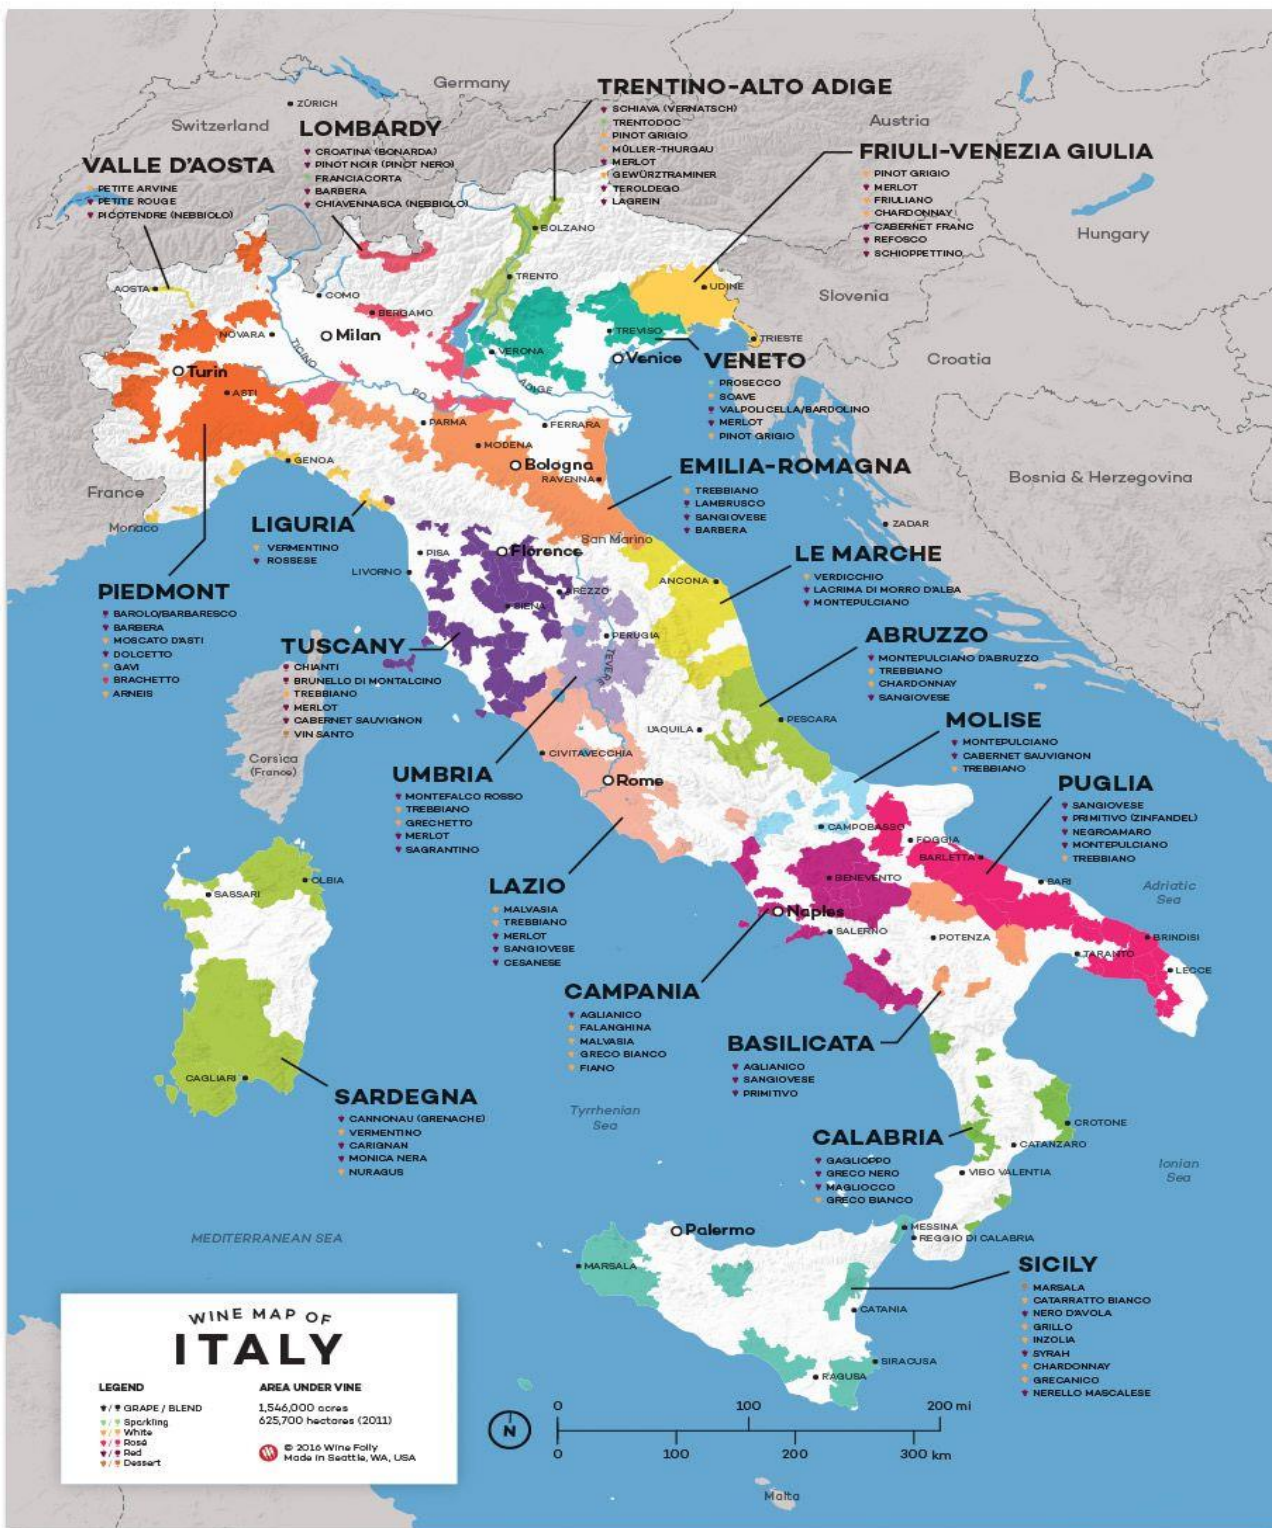 Germany
ZÜRICH
Switzerland
Austria
Hungary
Slovenia
Croatia
Bosnia & Herzegovina
France
Monaco
San Marino
Corsica
(France)
Malta
TRENTINO-ALTO ADIGE
SCHIAVA (VERNATSCH)
TRENTODOC
PINOT GRIGIO
MÜLLER-THURGAU
MERLOT
GEWÜRZTRAMINER
TEROLDEGO
LAGREIN
LOMBARDY
CROATINA (BONARDA)
PINOT NOIR (PINOT NERO)
FRANCIACORTA
BARBERA
CHIAVENNASCA (NEBBIOLO)
VALLE D'AOSTA
PETITE ARVINE
PETITE ROUGE
PICOTENDRE (NEBBIOLO)
FRIULI-VENEZIA GIULIA
PINOT GRIGIO
MERLOT
FRIULIANO
CHARDONNAY
CABERNET FRANC
REFOSCO
SCHIOPPETTINO
BOLZANO
TRENTO
AOSTA
COMO
BERGAMO
UDINE
NOVARA
Milan
TICINO
TREVISO
TRIESTE
VERONA
Venice
Turin
ASTI
PO
ADIGE
VENETO
PROSECCO
SOAVE
VALPOLICELLA/BARDOLINO
MERLOT
PINOT GRIGIO
PARMA
FERRARA
MODENA
GENOA
Bologna
RAVENNA
EMILIA-ROMAGNA
TREBBIANO
LAMBRUSCO
SANGIOVESE
BARBERA
ZADAR
LIGURIA
VERMENTINO
ROSSESE
PISA
Florence
LIVORNO
AREZZO
SIENA
ANCONA
PERUGIA
TEVERE
LE MARCHE
VERDICCHIO
LACRIMA DI MORRO D'ALBA
MONTEPULCIANO
PIEDMONT
BAROLO/BARBARESCO
BARBERA
MOSCATO D'ASTI
DOLCETTO
GAVI
BRACHETTO
ARNEIS
TUSCANY
CHIANTI
BRUNELLO DI MONTALCINO
TREBBIANO
MERLOT
CABERNET SAUVIGNON
VIN SANTO
ABRUZZO
MONTEPULCIANO D'ABRUZZO
TREBBIANO
CHARDONNAY
SANGIOVESE
PESCARA
L'AQUILA
CIVITAVECCHIA
Rome
MOLISE
MONTEPULCIANO
CABERNET SAUVIGNON
TREBBIANO
UMBRIA
MONTEFALCO ROSSO
TREBBIANO
GRECHETTO
MERLOT
SAGRANTINO
PUGLIA
SANGIOVESE
PRIMITIVO (ZINFANDEL)
NEGROAMARO
MONTEPULCIANO
TREBBIANO
CAMPOBASSO
FOGGIA
BARLETTA
BARI
BENEVENTO
Adriatic
Sea
OLBIA
SASSARI
LAZIO
MALVASIA
TREBBIANO
MERLOT
SANGIOVESE
CESANESE
Naples
SALERNO
POTENZA
BRINDISI
TARANTO
LECCE
CAMPANIA
AGLIANICO
FALANGHINA
MALVASIA
GRECO BIANCO
FIANO
BASILICATA
AGLIANICO
SANGIOVESE
PRIMITIVO
CAGLIARI
SARDEGNA
CANNONAU (GRENACHE)
VERMENTINO
CARIGNAN
MONICA NERA
NURAGUS
Tyrrhenian
Sea
CALABRIA
GAGLIOPPO
GRECO NERO
MAGLIOCCO
GRECO BIANCO
CROTONE
CATANZARO
VIBO VALENTIA
Ionian
Sea
MEDITERRANEAN SEA
Palermo
MESSINA
REGGIO DI CALABRIA
MARSALA
CATANIA
SIRACUSA
RAGUSA
SICILY
MARSALA
CATARRATTO BIANCO
NERO D'AVOLA
GRILLO
INZOLIA
SYRAH
CHARDONNAY
GRECANICO
NERELLO MASCALESE
WINE MAP OF
ITALY
LEGEND
/ GRAPE / BLEND
/ Sparkling
/ White
/ Rosé
/ Red
/ Dessert
AREA UNDER VINE
1,546,000 acres
625,700 hectares (2011)
© 2016 Wine Folly
Made in Seattle, WA, USA
N
0 100 200 mi
0 100 200 300 km